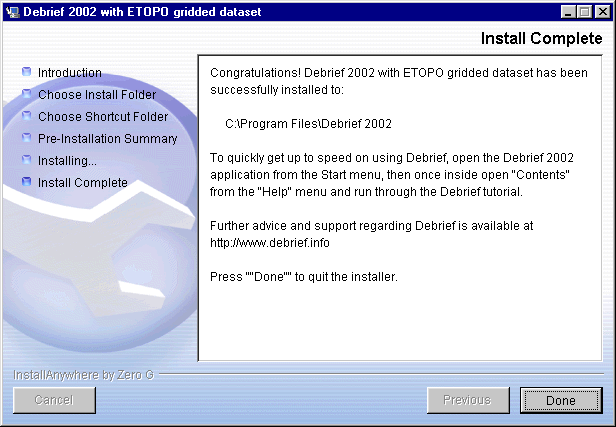 Debrief 2002 with ETOPO gridded dataset
Install Complete
Introduction
Choose Install Folder
Choose Shortcut Folder
Pre-Installation Summary
Installing...
Install Complete
Congratulations! Debrief 2002 with ETOPO gridded dataset has been
successfully installed to:
C:\Program Files\Debrief 2002
To quickly get up to speed on using Debrief, open the Debrief 2002
application from the Start menu, then once inside open "Contents"
from the "Help" menu and run through the Debrief tutorial.
Further advice and support regarding Debrief is available at
http://www.debrief.info
Press ""Done"" to quit the installer.
InstallAnywhere by Zero G
Cancel
Previous
Done